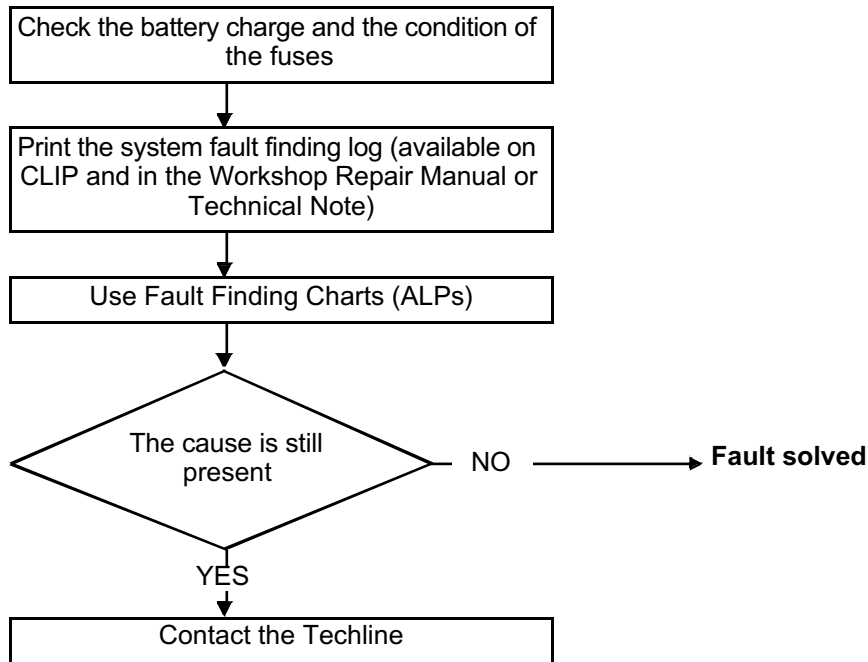 Check the battery charge and the condition of
the fuses
Print the system fault finding log (available on
CLIP and in the Workshop Repair Manual or
Technical Note)
Use Fault Finding Charts (ALPs)
The cause is still
present
NO
Fault solved
YES
Contact the Techline